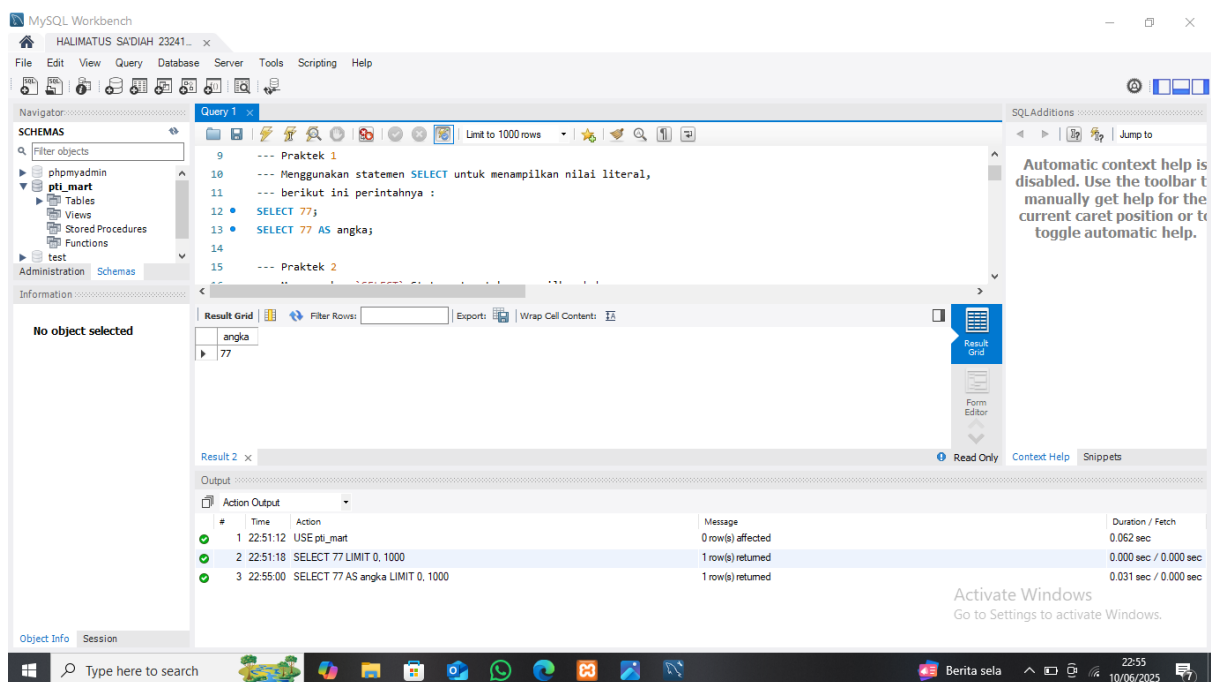 MySQL Workbench
HALIMATUS SA'DIAH 23241...
File Edit View Query Database Server Tools Scripting Help
Navigator
SCHEMAS
Filter objects
phpmyadmin
pti_mart
Tables
Views
Stored Procedures
Functions
test
Administration Schemas
Information
No object selected
Object Info Session
Query 1
Limit to 1000 rows
9 --- Praktek 1
10 --- Menggunakan statemen SELECT untuk menampilkan nilai literal,
11 --- berikut ini perintahnya :
12 SELECT 77;
13 SELECT 77 AS angka;
14
15 --- Praktek 2
Result Grid Filter Rows: Export: Wrap Cell Content:
angka
77
Result Grid
Form Editor
Result 2
Read Only
SQLAdditions
Jump to
Automatic context help is
disabled. Use the toolbar t
manually get help for the
current caret position or to
toggle automatic help.
Context Help Snippets
Output
Action Output
# Time Action Message Duration / Fetch
1 22:51:12 USE pti_mart 0 row(s) affected 0.062 sec
2 22:51:18 SELECT 77 LIMIT 0, 1000 1 row(s) returned 0.000 sec / 0.000 sec
3 22:55:00 SELECT 77 AS angka LIMIT 0, 1000 1 row(s) returned 0.031 sec / 0.000 sec
Activate Windows
Go to Settings to activate Windows.
Type here to search
Berita sela
22:55
10/06/2025